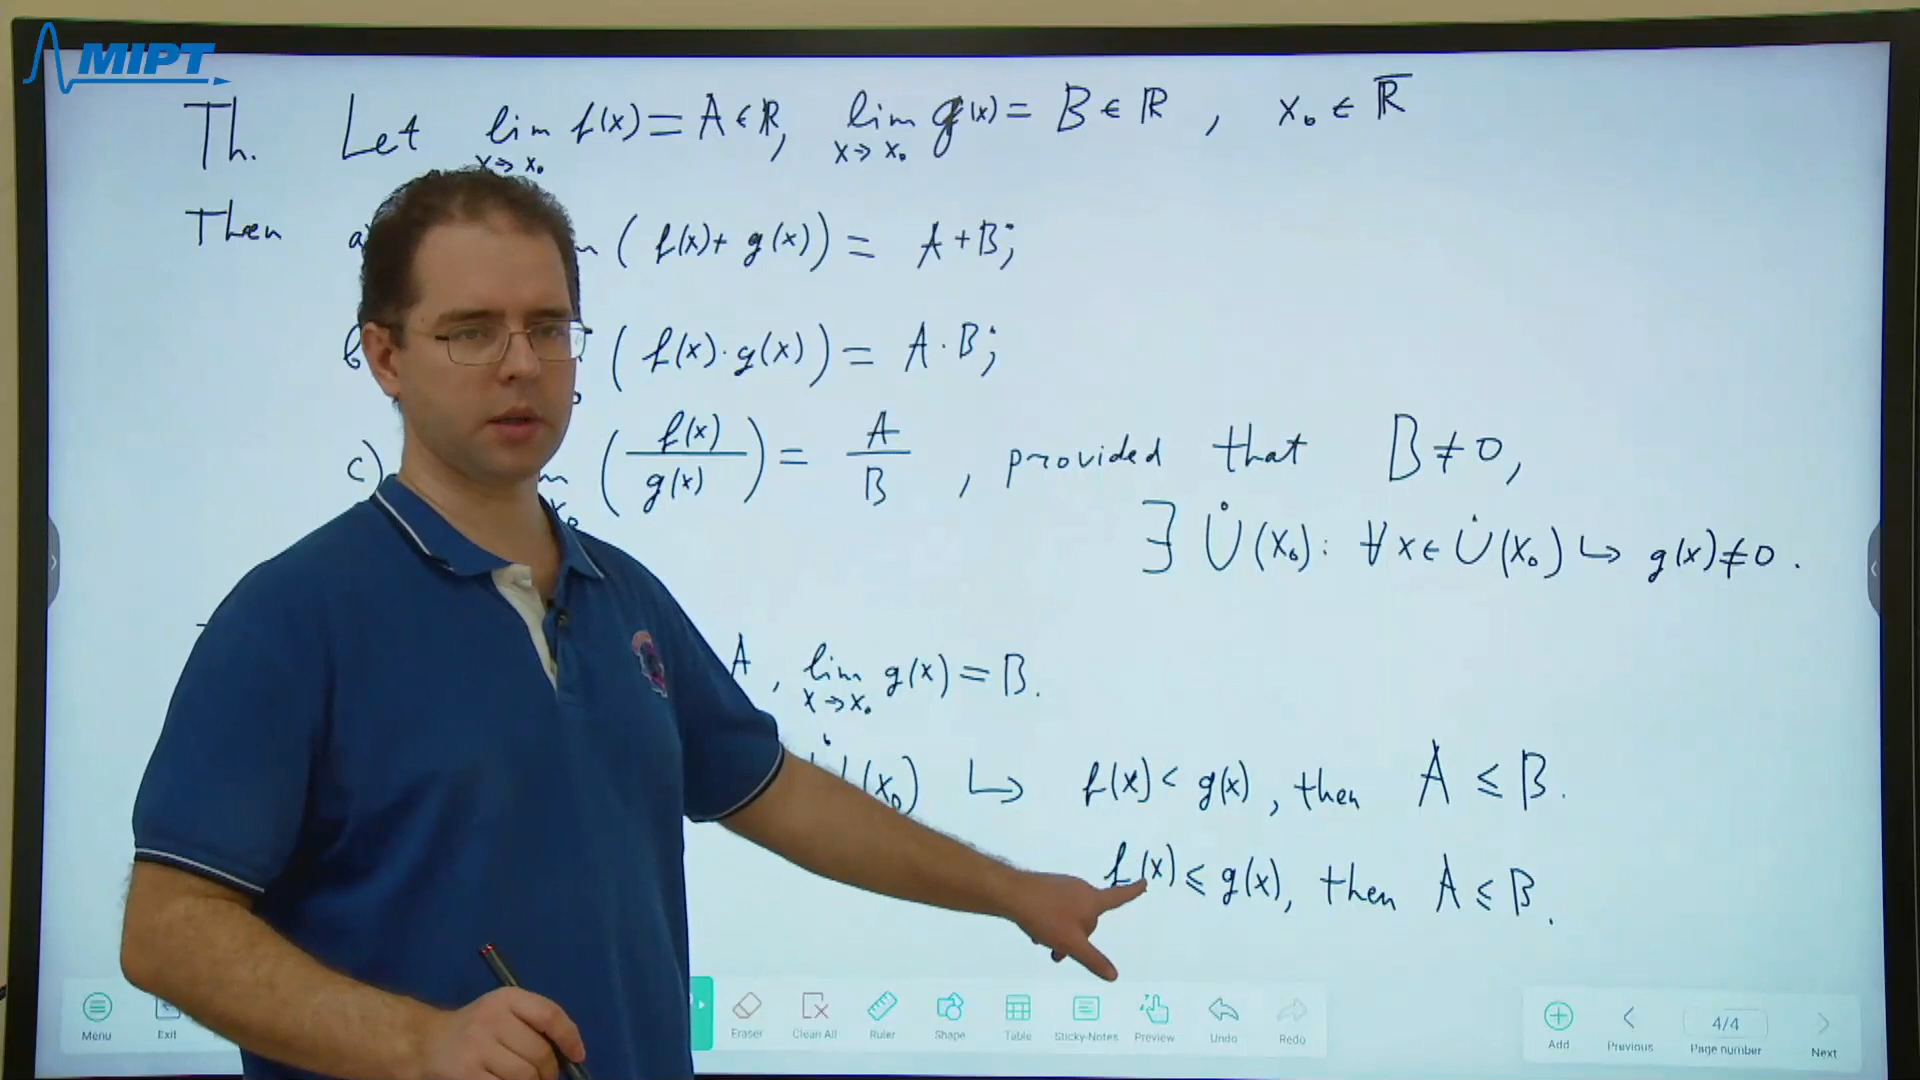 MIPT
Th. Let lim f(x) = A ∈ ℝ, lim g(x) = B ∈ ℝ , x₀ ∈ ℝ̅
x→x₀ x→x₀
Then a) ( f(x)+ g(x)) = A + B;
( f(x)·g(x)) = A · B;
c) ( f(x)/g(x) ) = A/B , provided that B ≠ 0,
∃ U̇(x₀): ∀x∈ U̇(x₀) ↪ g(x)≠0 .
A , lim g(x) = B.
x→x₀
(x₀) ↪ f(x) < g(x) , then A ≤ B.
f(x) ≤ g(x), then A ≤ B.
Menu Exit Eraser Clean All Ruler Shape Table Sticky-Notes Preview Undo Redo Add Previous 4/4 Page number Next